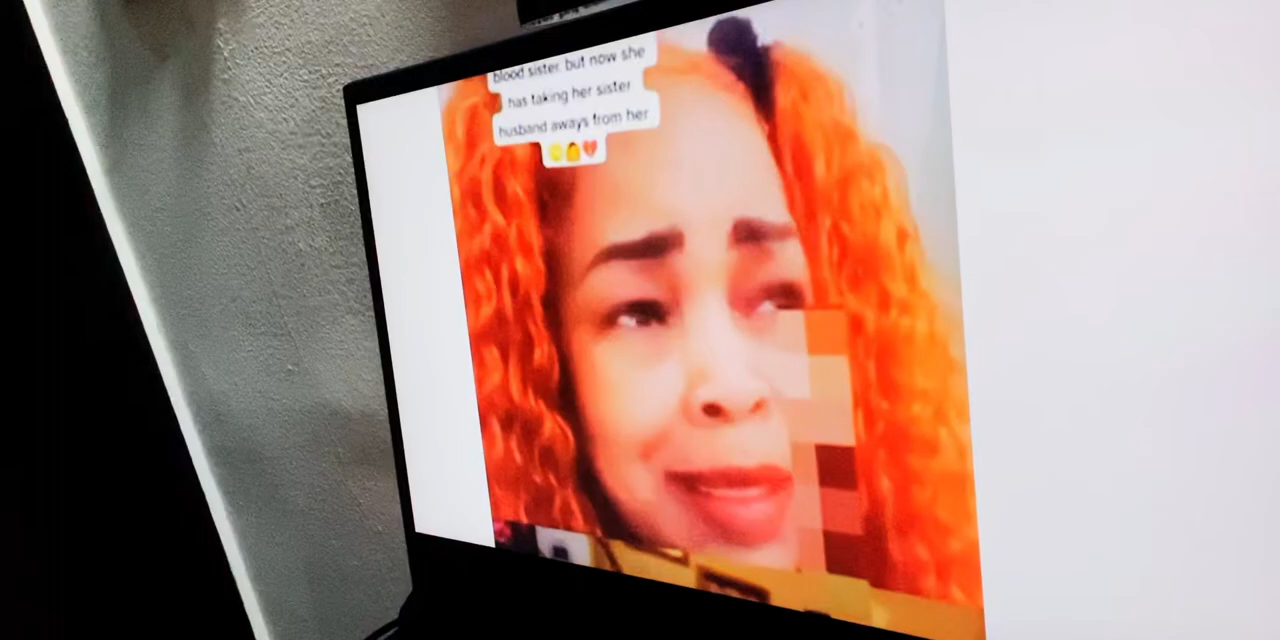 blood sister. but now she
has taking her sister
husband aways from her